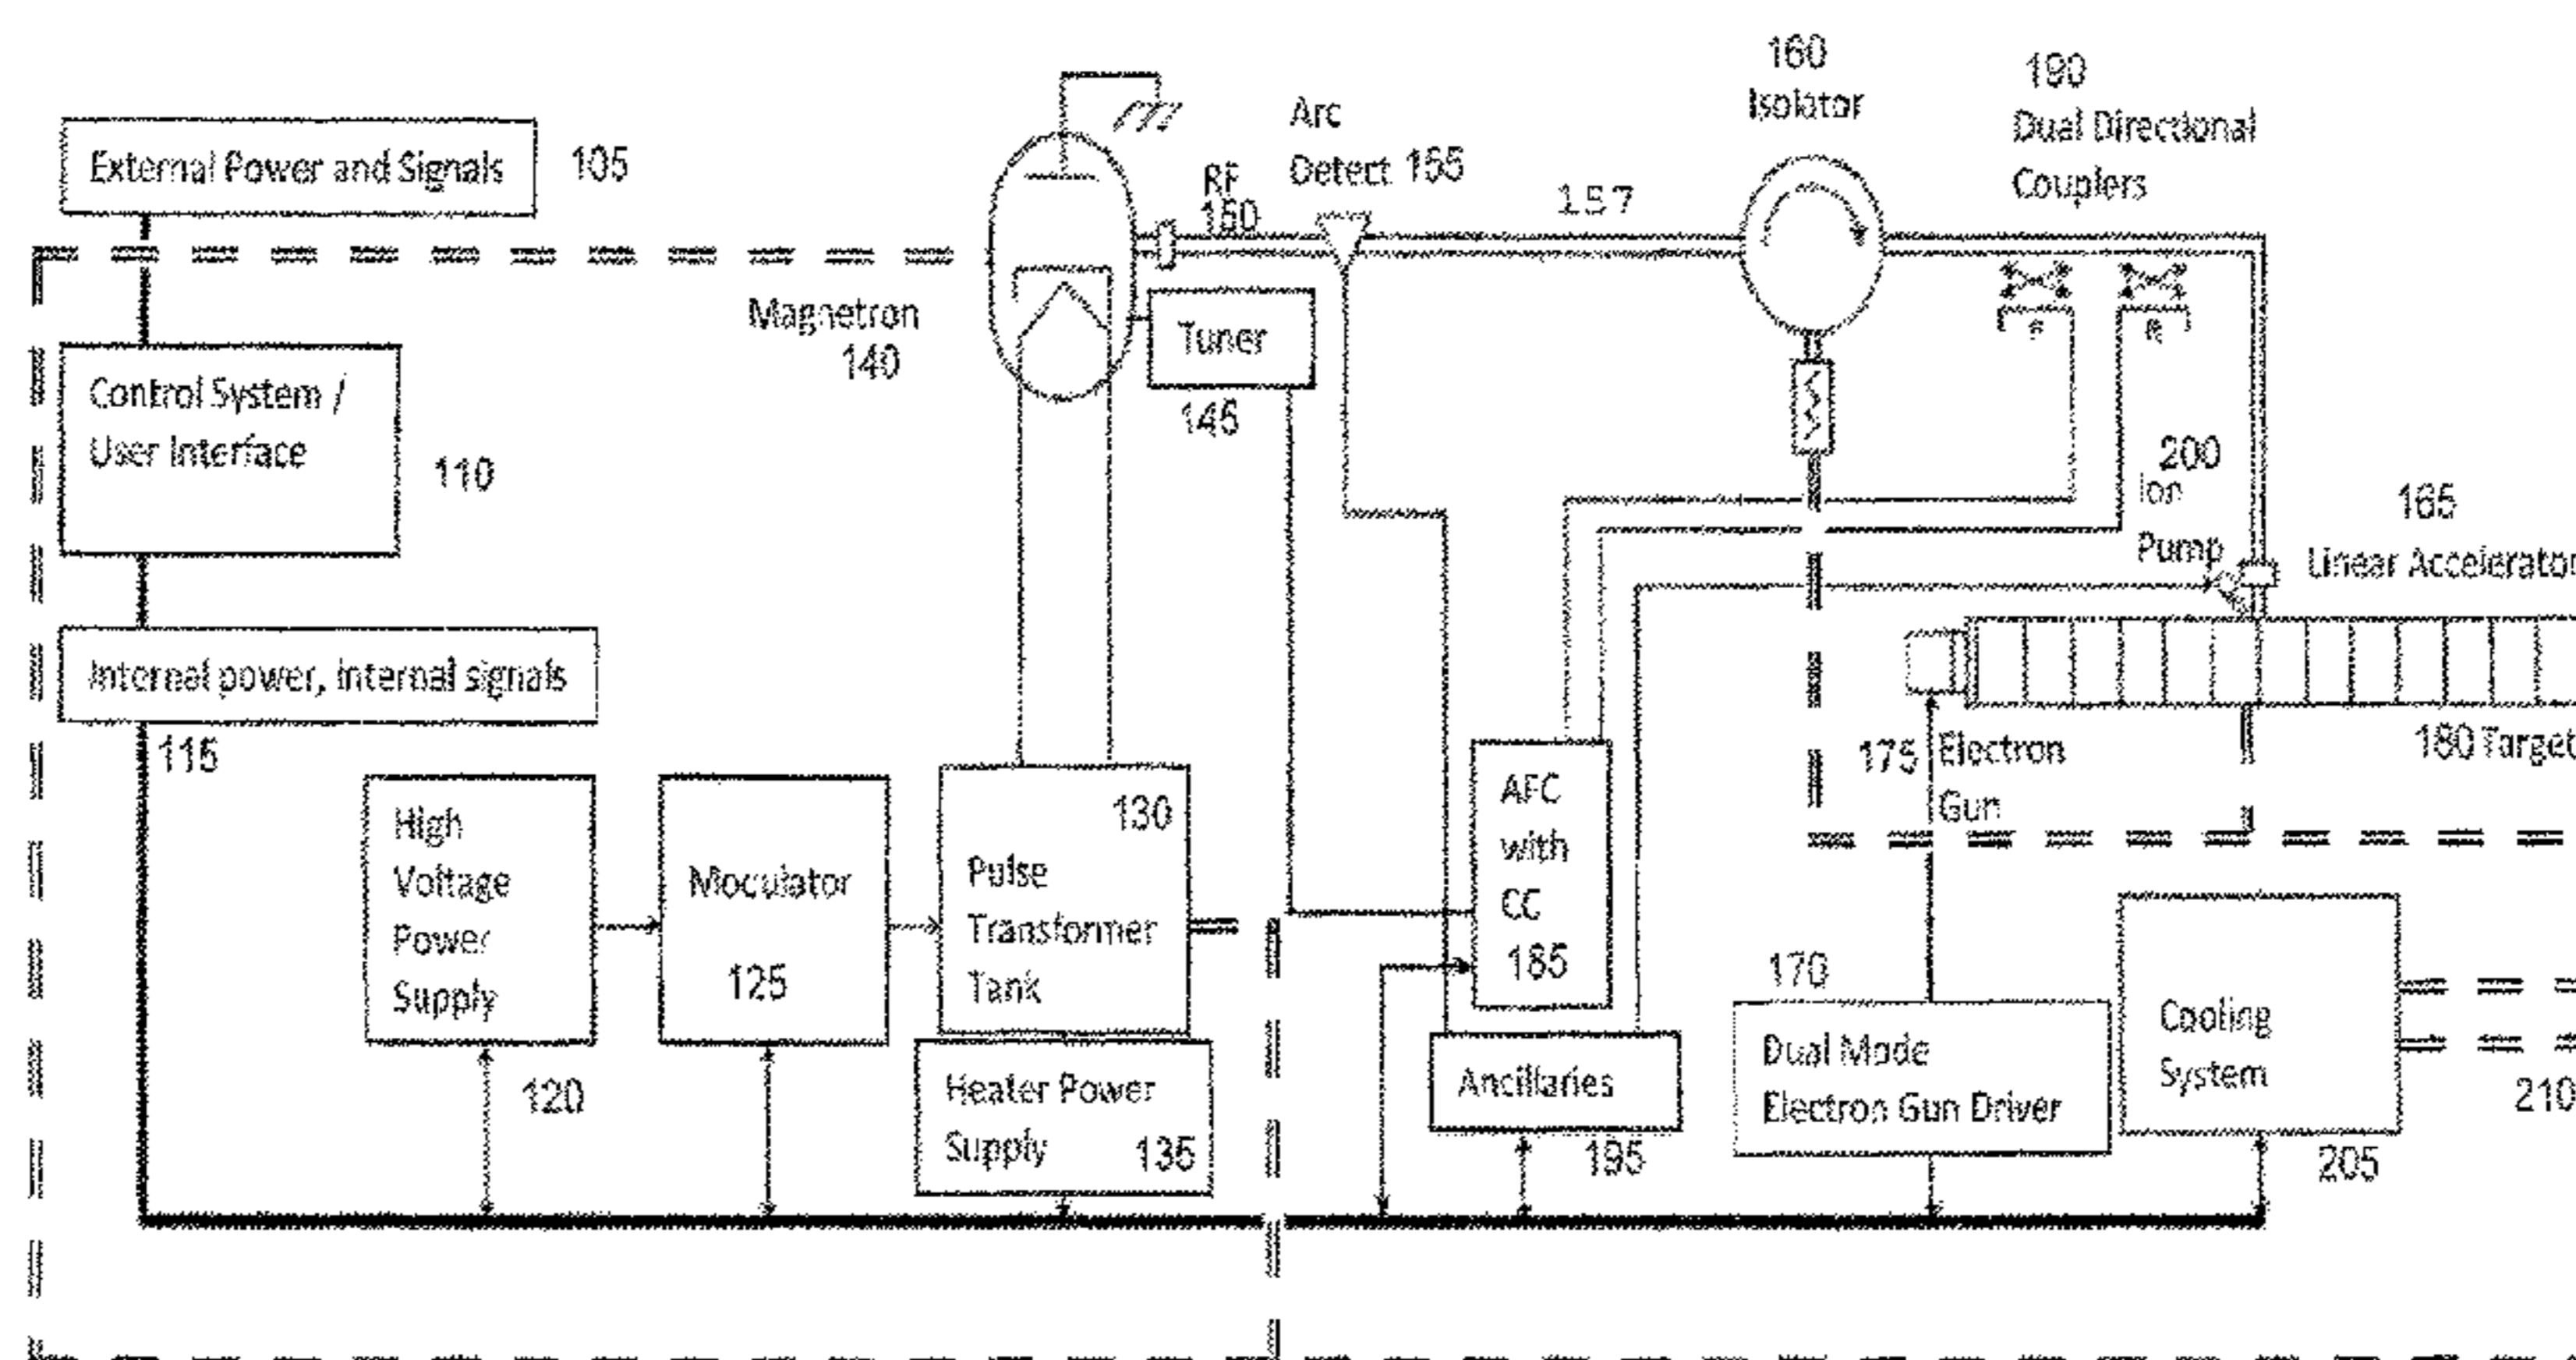 160
Isolator
190
Dual Directional
Couplers
Arc
Detect 155
External Power and Signals
105
RF
150
157
Magnetron
140
Tuner
145
F
R
Control System /
User Interface
110
200
Ion
Pump
165
Linear Accelerator
Internal power, internal signals
115
175
Electron
Gun
180 Target
High
Voltage
Power
Supply
120
Moculator
125
130
Pulse
Transformer
Tank
Heater Power
Supply
135
AFC
with
CC
185
Ancillaries
195
170
Dual Mode
Electron Gun Driver
Cooling
System
205
210